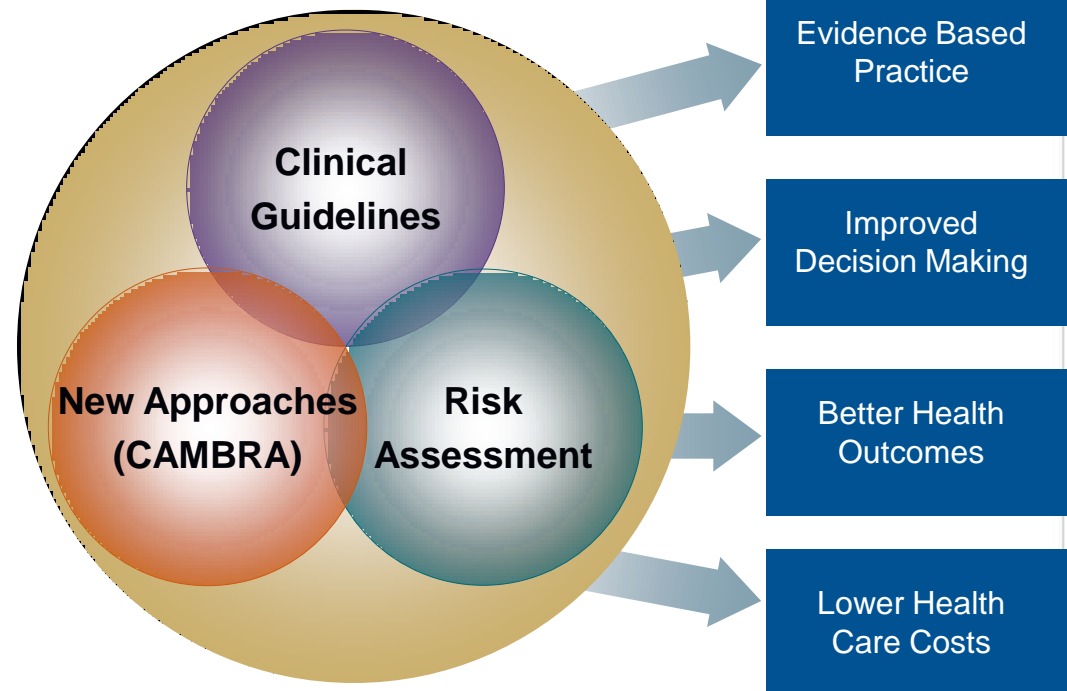 Clinical
Guidelines
New Approaches
(CAMBRA)
Risk
Assessment
Evidence Based
Practice
Improved
Decision Making
Better Health
Outcomes
Lower Health
Care Costs